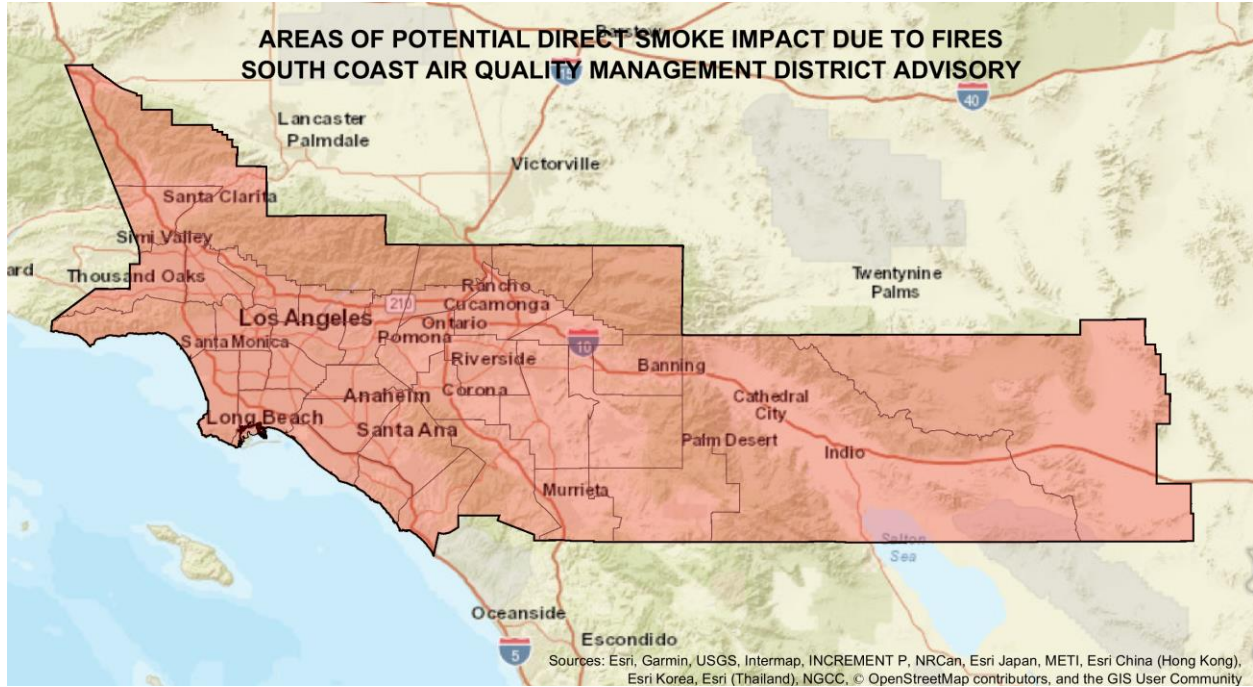 AREAS OF POTENTIAL DIRECT SMOKE IMPACT DUE TO FIRES
SOUTH COAST AIR QUALITY MANAGEMENT DISTRICT ADVISORY
Barstow
15
40
Lancaster
Palmdale
Victorville
Santa Clarita
Simi Valley
ard
Thousand Oaks
Twentynine
Palms
Rancho
Cucamonga
210
Los Angeles
Ontario
Pomona
Santa Monica
10
Riverside
Banning
Anaheim
Corona
Cathedral
City
Long Beach
Santa Ana
Palm Desert
Indio
Murrieta
Salton
Sea
Oceanside
Escondido
5
Sources: Esri, Garmin, USGS, Intermap, INCREMENT P, NRCan, Esri Japan, METI, Esri China (Hong Kong),
Esri Korea, Esri (Thailand), NGCC, © OpenStreetMap contributors, and the GIS User Community